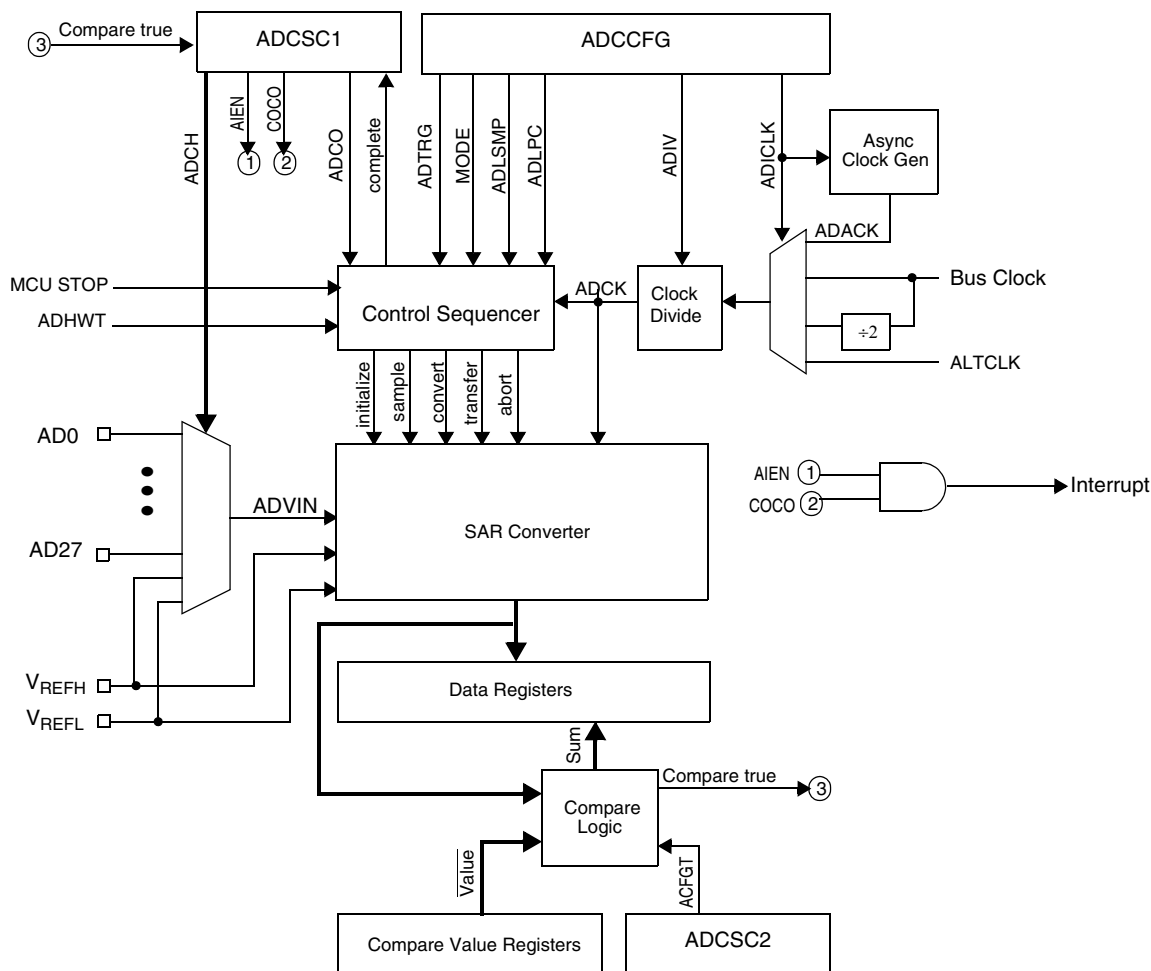 3
Compare true
ADCSC1
ADCCFG
ADCH
AIEN
COCO
1
2
ADCO
complete
ADTRG
MODE
ADLSMP
ADLPC
ADIV
ADICLK
Async
Clock Gen
ADACK
MCU STOP
ADHWT
Control Sequencer
ADCK
Clock
Divide
Bus Clock
÷2
ALTCLK
initialize
sample
convert
transfer
abort
AD0
AD27
ADVIN
SAR Converter
AIEN 1
COCO 2
Interrupt
VREFH
VREFL
Data Registers
Sum
Compare true
3
Compare
Logic
Value
ACFGT
Compare Value Registers
ADCSC2